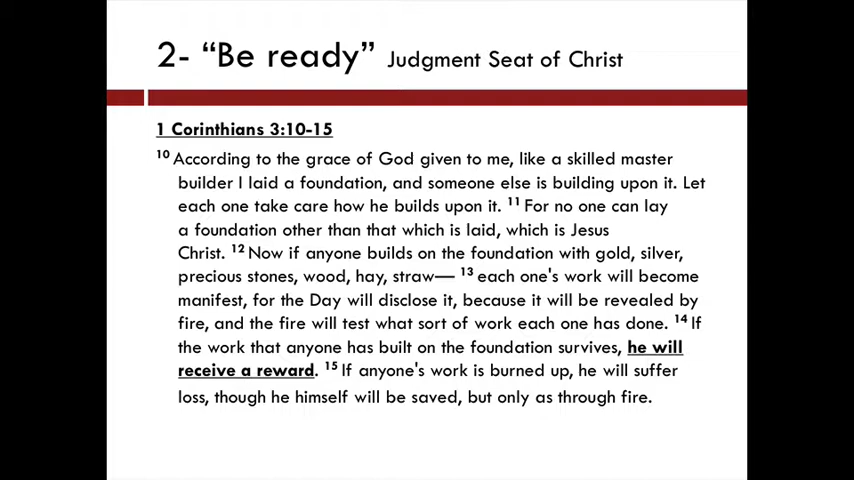 2- “Be ready” Judgment Seat of Christ
1 Corinthians 3:10-15
10 According to the grace of God given to me, like a skilled master
builder I laid a foundation, and someone else is building upon it. Let
each one take care how he builds upon it. 11 For no one can lay
a foundation other than that which is laid, which is Jesus
Christ. 12 Now if anyone builds on the foundation with gold, silver,
precious stones, wood, hay, straw— 13 each one's work will become
manifest, for the Day will disclose it, because it will be revealed by
fire, and the fire will test what sort of work each one has done. 14 If
the work that anyone has built on the foundation survives, he will
receive a reward. 15 If anyone's work is burned up, he will suffer
loss, though he himself will be saved, but only as through fire.